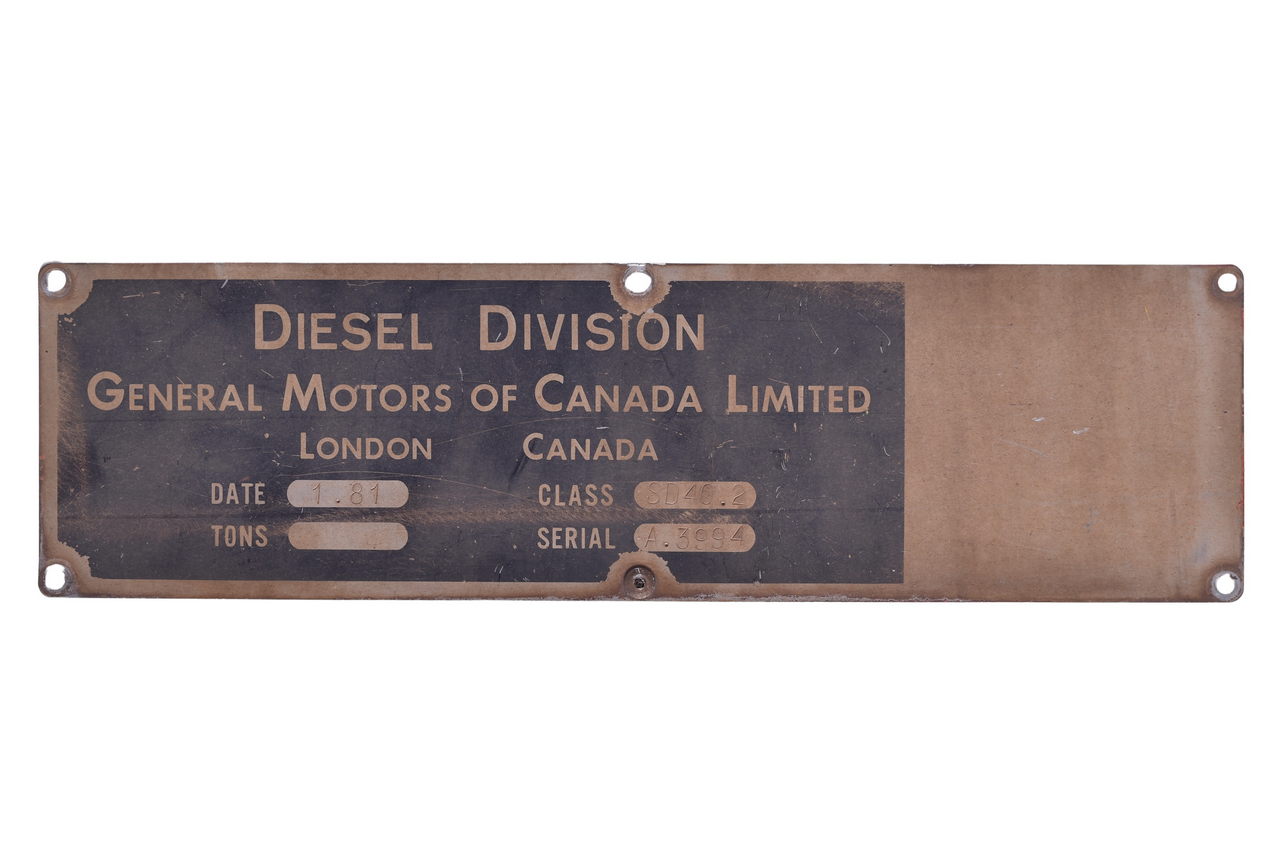 DIESEL DIVISION
GENERAL MOTORS OF CANADA LIMITED
LONDON CANADA
DATE 1.81 CLASS SD40.2
TONS SERIAL A.3994